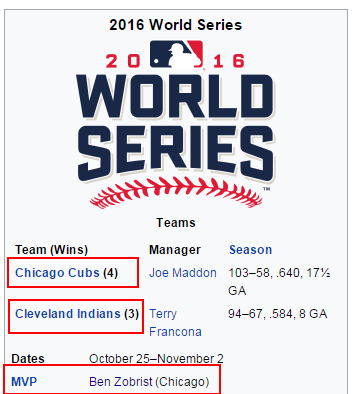 2016 World Series
2016
WORLD
SERIES
™
Teams
Team (Wins) Manager Season
Chicago Cubs (4) Joe Maddon 103–58, .640, 17½
GA
Cleveland Indians (3) Terry 94–67, .584, 8 GA
Francona
Dates October 25–November 2
MVP Ben Zobrist (Chicago)